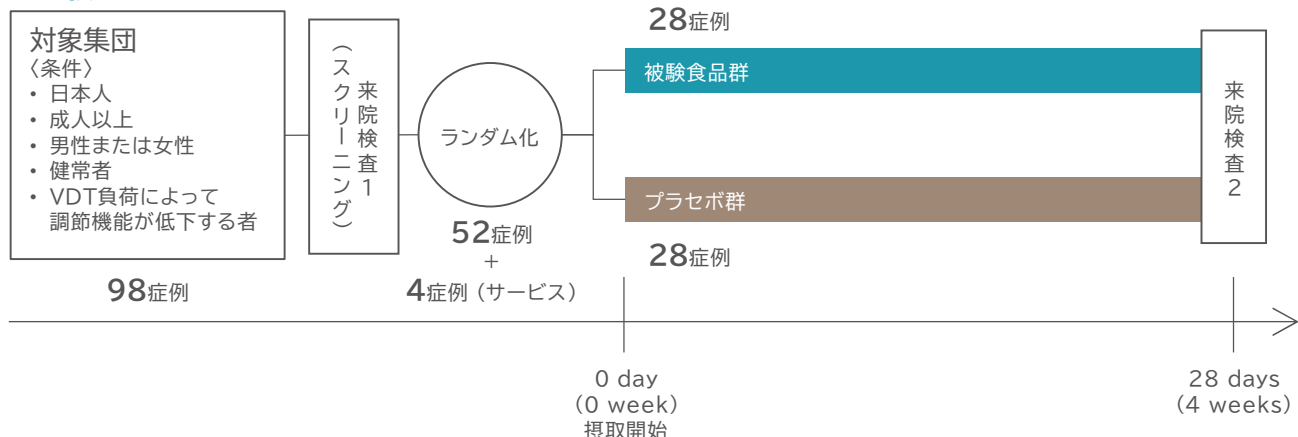 対象集団
〈条件〉
• 日本人
• 成人以上
• 男性または女性
• 健常者
• VDT負荷によって
調節機能が低下する者
98症例
来院検査1
（スクリーニング）
ランダム化
52症例
+
4症例（サービス）
28症例
被験食品群
プラセボ群
28症例
来院検査2
0 day
(0 week)
摂取開始
28 days
(4 weeks)